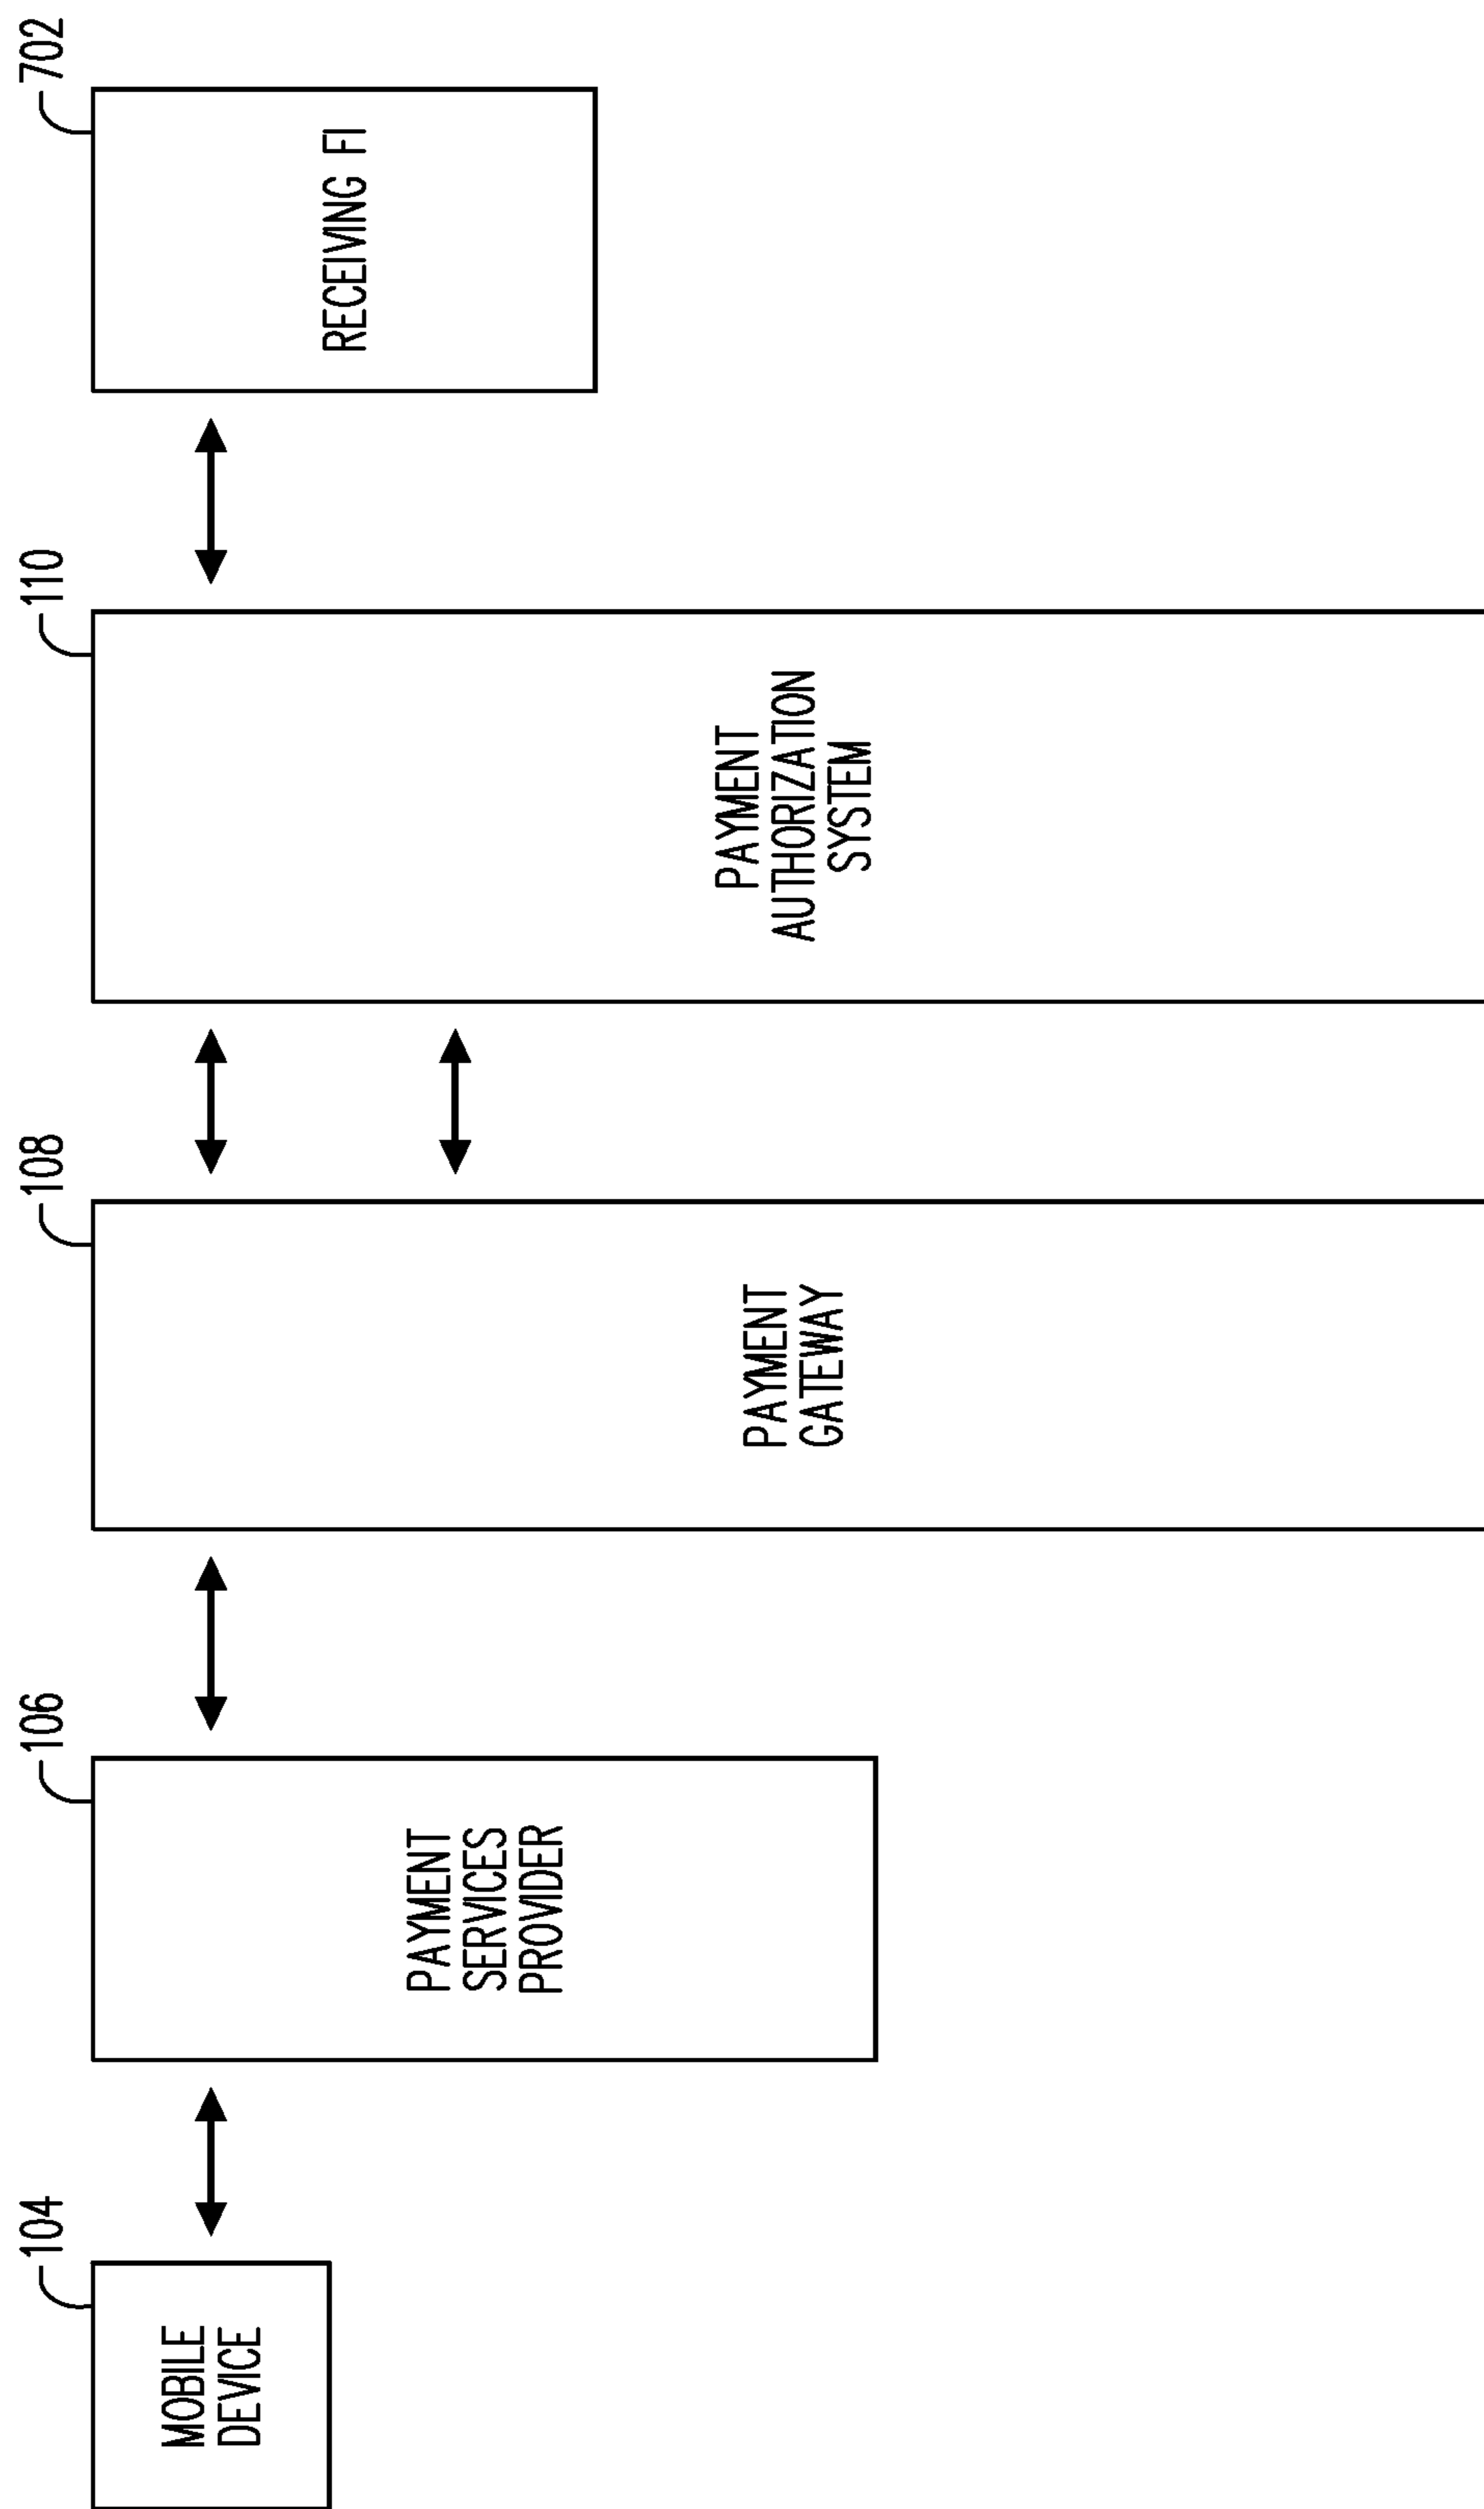 104
MOBILE
DEVICE
106
PAYMENT
SERVICES
PROVIDER
108
PAYMENT
GATEWAY
110
PAYMENT
AUTHORIZATION
SYSTEM
702
RECEIVING FI